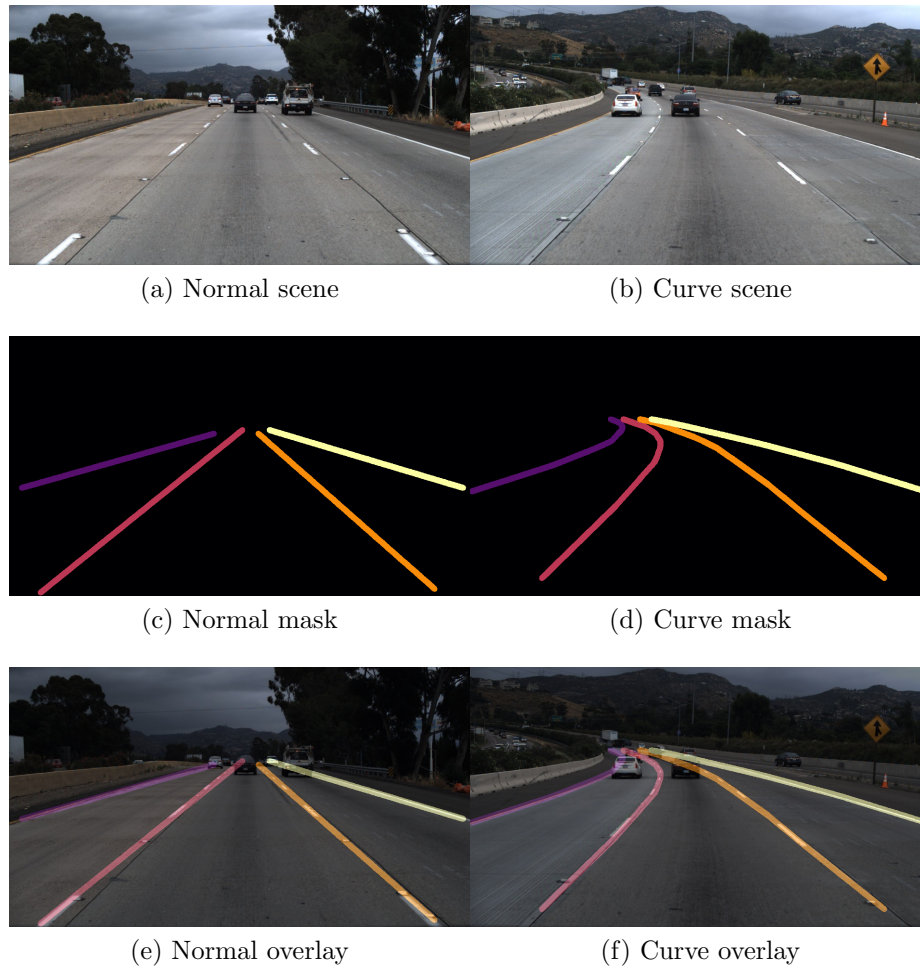 (a) Normal scene
(b) Curve scene
(c) Normal mask
(d) Curve mask
(e) Normal overlay
(f) Curve overlay